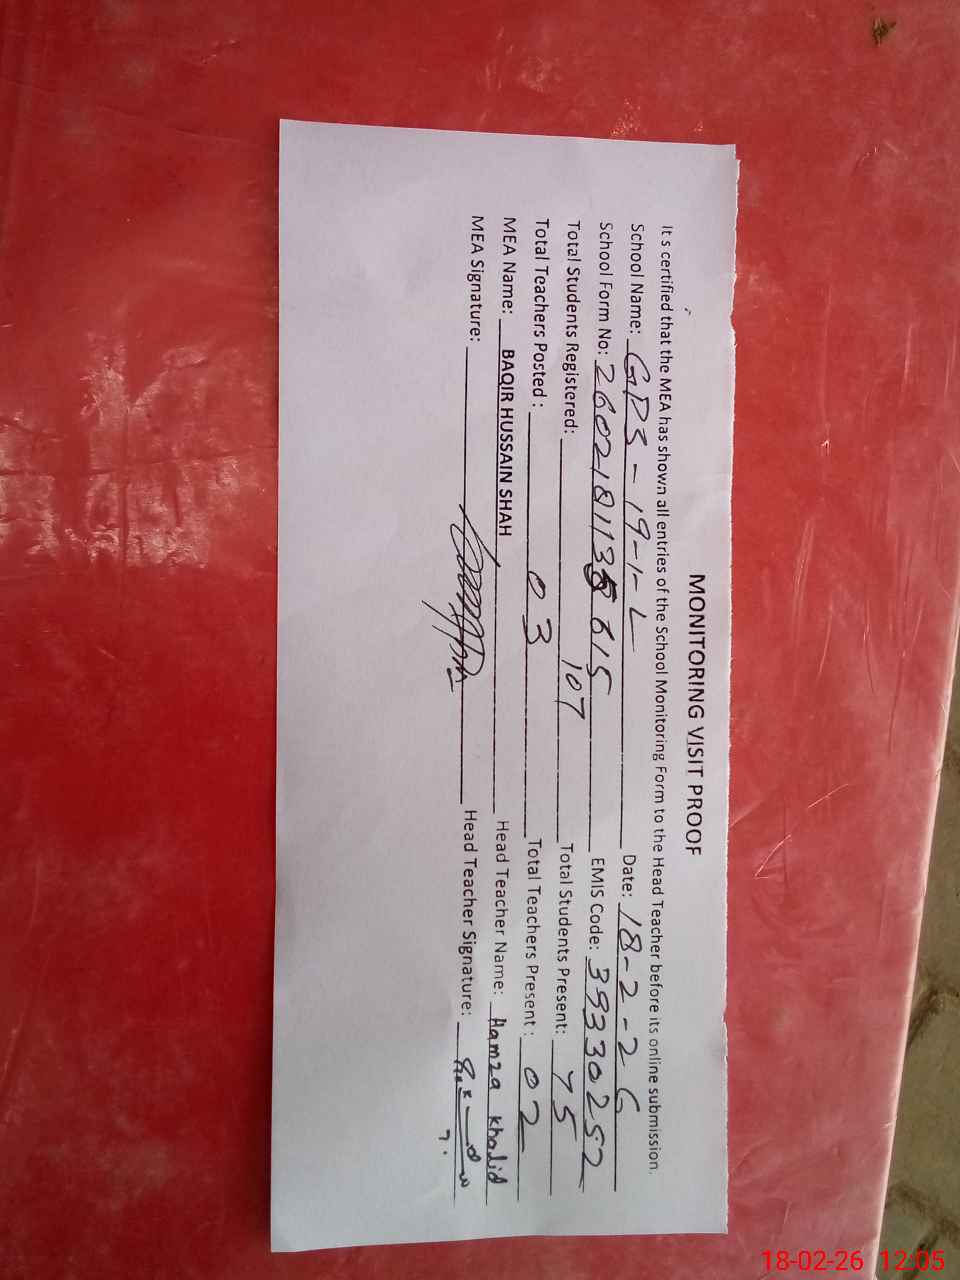 MONITORING VISIT PROOF
It s certified that the MEA has shown all entries of the School Monitoring Form to the Head Teacher before its online submission.
School Name: GPS-19-1-L Date: 18-2-26
School Form No: 260218113 615 EMIS Code: 39330252
Total Students Registered: 107 Total Students Present: 75
Total Teachers Posted : 03 Total Teachers Present : 02
MEA Name: BAQIR HUSSAIN SHAH Head Teacher Name: Hamza Khalid
MEA Signature: Head Teacher Signature:
18-02-26 12:05